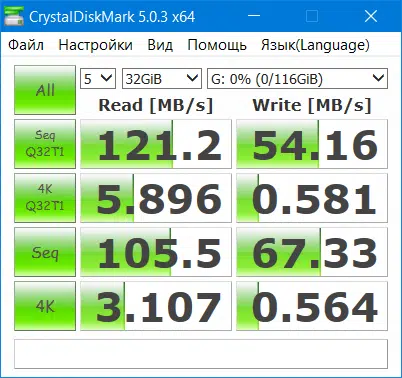 CrystalDiskMark 5.0.3 x64
Файл Настройки Вид Помощь Язык(Language)
All 5 32GiB G: 0% (0/116GiB)
Read [MB/s] Write [MB/s]
Seq Q32T1 121.2 54.16
4K Q32T1 5.896 0.581
Seq 105.5 67.33
4K 3.107 0.564